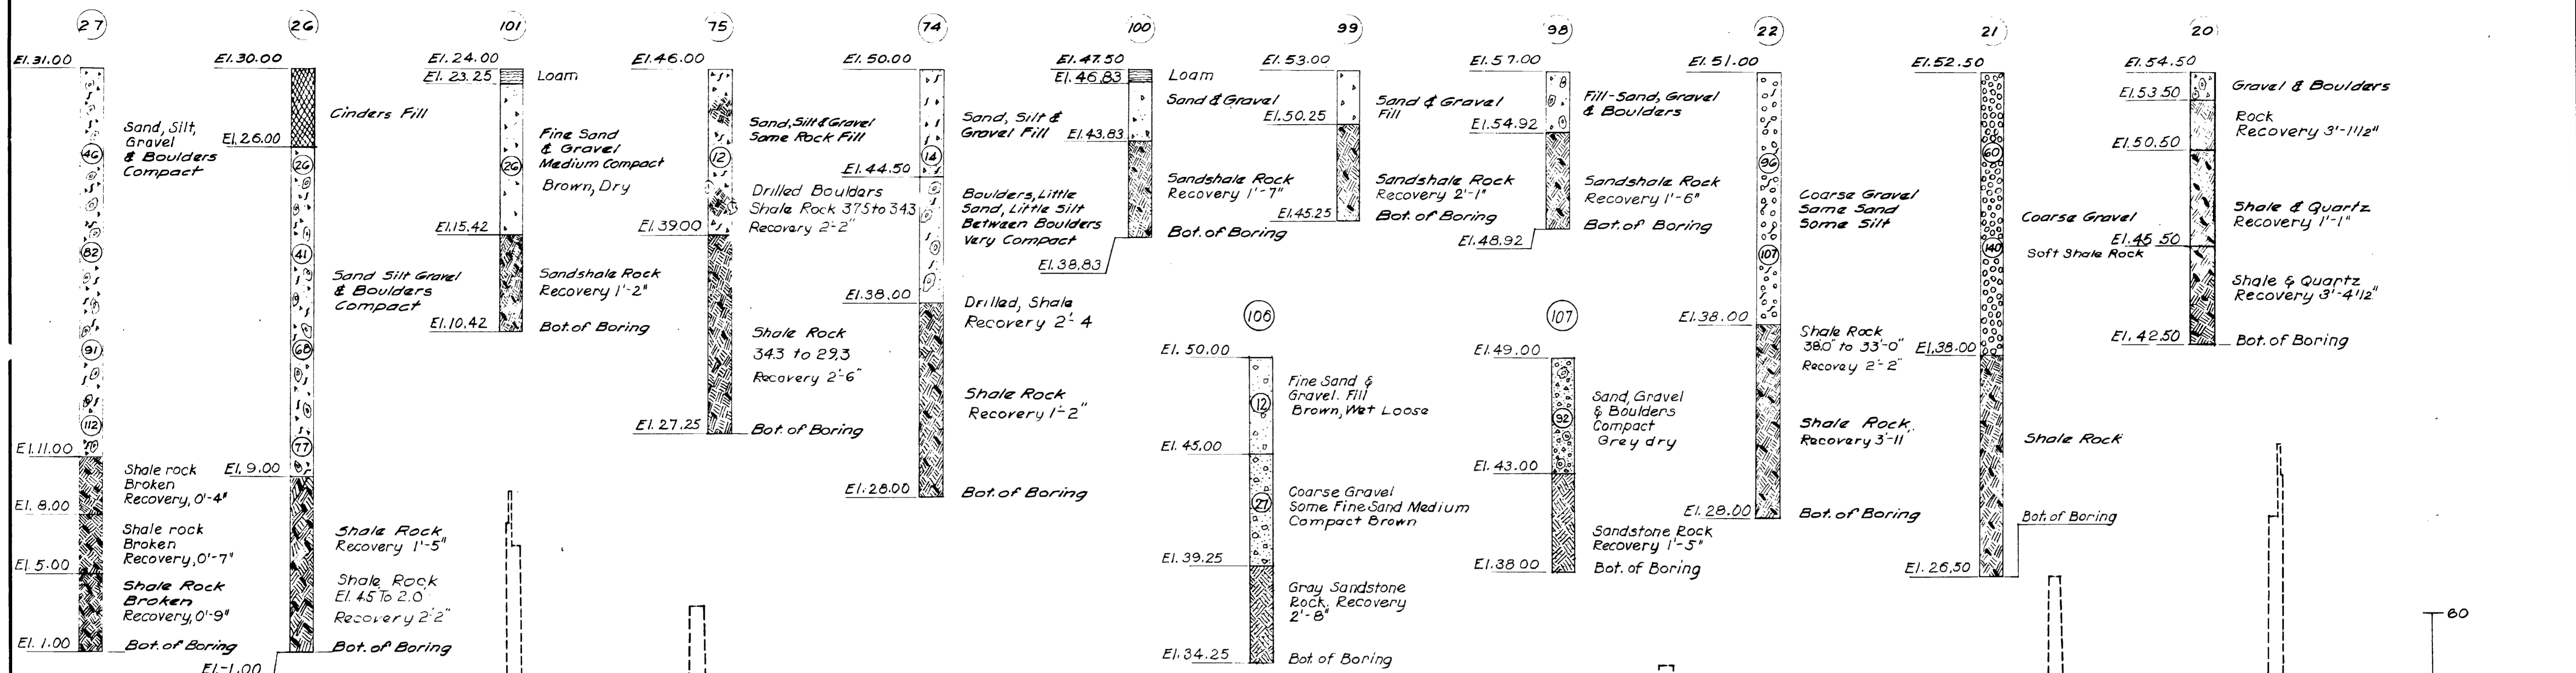 27
El.31.00
Sand, Silt,
Gravel
& Boulders
Compact
46
82
91
112
El.11.00
Shale rock
Broken
Recovery, 0'-4"
El. 8.00
Shale rock
Broken
Recovery, 0'-7"
El.5.00
Shale Rock
Broken
Recovery, 0'-9"
El. 1.00
Bot. of Boring
26
El.30.00
Cinders Fill
El.26.00
26
41
68
77
Sand Silt Gravel
& Boulders
Compact
El. 9.00
Shale Rock
Recovery 1'-5"
Shale Rock
El. 4.5 To 2.0'
Recovery 2'2"
Bot. of Boring
El.-1.00
101
El. 24.00
El. 23.25
Loam
Fine Sand
& Gravel
Medium Compact
Brown, Dry
26
El.15.42
Sandshale Rock
Recovery 1'-2"
El.10.42
Bot. of Boring
75
El.46.00
Sand, Silt & Gravel
Some Rock Fill
12
Drilled Boulders
Shale Rock 37.5 to 34.3
Recovery 2'-2"
El.39.00
Shale Rock
34.3 to 29.3
Recovery 2'-6"
El.27.25
Bot. of Boring
74
El.50.00
Sand, Silt &
Gravel Fill
14
El.44.50
Boulders, Little
Sand, Little Silt
Between Boulders
Very Compact
El.38.00
Drilled, Shale
Recovery 2'-4
Shale Rock
Recovery 1'-2"
El.28.00
Bot. of Boring
100
El.47.50
El.46.83
Loam
Sand & Gravel
El.43.83
Sandshale Rock
Recovery 1'-7"
Bot. of Boring
El.38.83
99
El.53.00
Sand & Gravel
Fill
El.50.25
Sandshale Rock
Recovery 2'-1"
El.45.25
Bot. of Boring
98
El.57.00
Fill-Sand, Gravel
& Boulders
El.54.92
Sandshale Rock
Recovery 1'-6"
Bot. of Boring
El.48.92
106
El. 50.00
Fine Sand &
Gravel. Fill
Brown, Wet Loose
12
El. 45.00
Coarse Gravel
Some Fine Sand Medium
Compact Brown
27
El.39.25
Gray Sandstone
Rock, Recovery
2'-8"
El.34.25
Bot. of Boring
107
El.49.00
Sand, Gravel
& Boulders
Compact
Grey dry
92
El. 43.00
Sandstone Rock
Recovery 1'-5"
El.38 00
Bot. of Boring
22
El.51.00
96
107
Coarse Gravel
Some Sand
Some Silt
El.38.00
Shale Rock
38.0" to 33'-0"
Recovey 2'-2"
Shale Rock,
Recovery 3'-11
El.28.00
Bot. of Boring
21
El.52.50
60
140
Coarse Gravel
Soft Shale Rock
El.38.00
Shale Rock
Bot. of Boring
El.26.50
20
El.54.50
Gravel & Boulders
El.53.50
Rock
Recovery 3'-1 1/2"
El.50.50
Shale & Quartz
Recovery 1'-1"
El.45 50
Shale & Quartz
Recovery 3'-4 1/2"
El. 42.50
Bot. of Boring
60